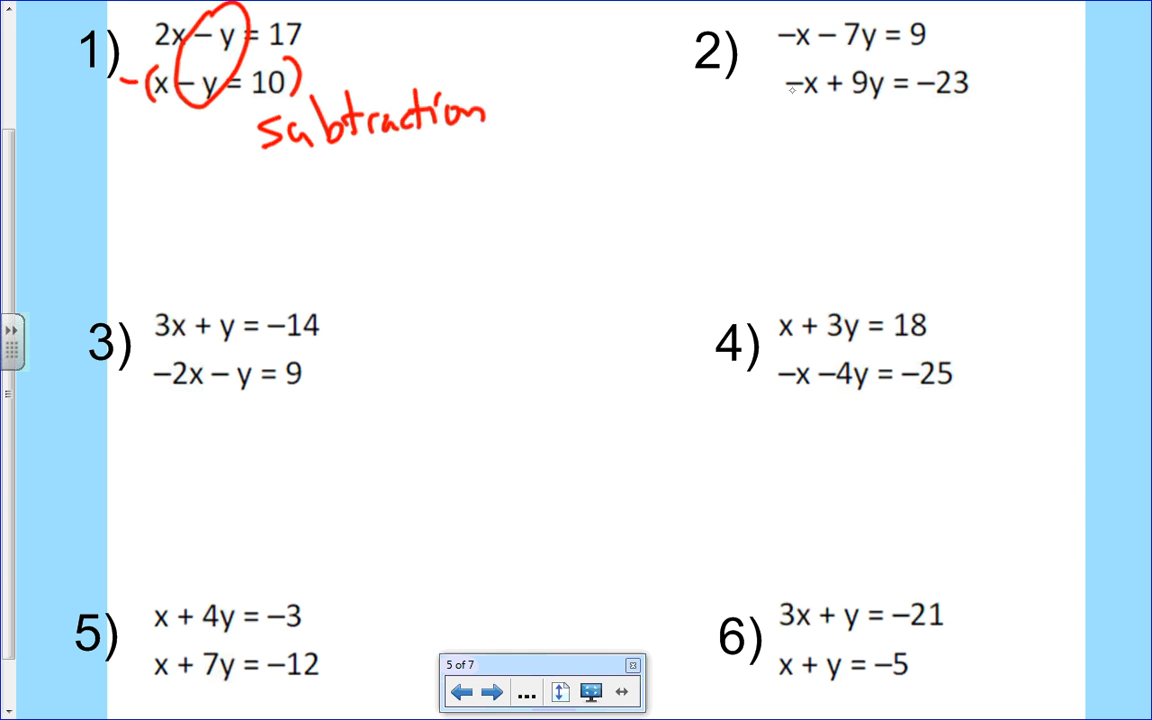 1)
2x – y = 17
–(x – y = 10)
subtraction
2)
–x – 7y = 9
–x + 9y = –23
3)
3x + y = –14
–2x – y = 9
4)
x + 3y = 18
–x –4y = –25
5)
x + 4y = –3
x + 7y = –12
6)
3x + y = –21
x + y = –5
5 of 7
...